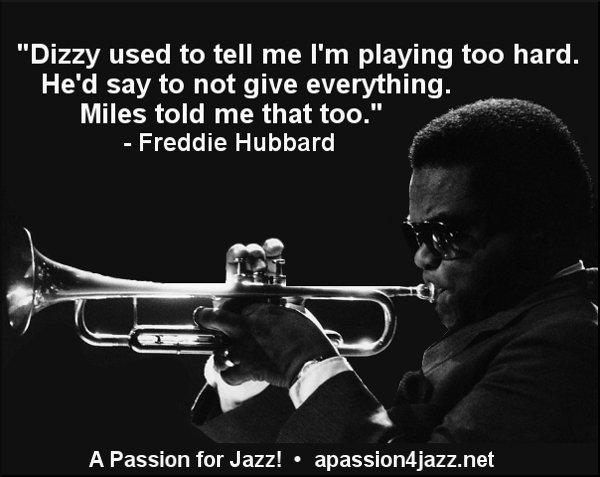 "Dizzy used to tell me I'm playing too hard.
He'd say to not give everything.
Miles told me that too."
- Freddie Hubbard
A Passion for Jazz! • apassion4jazz.net